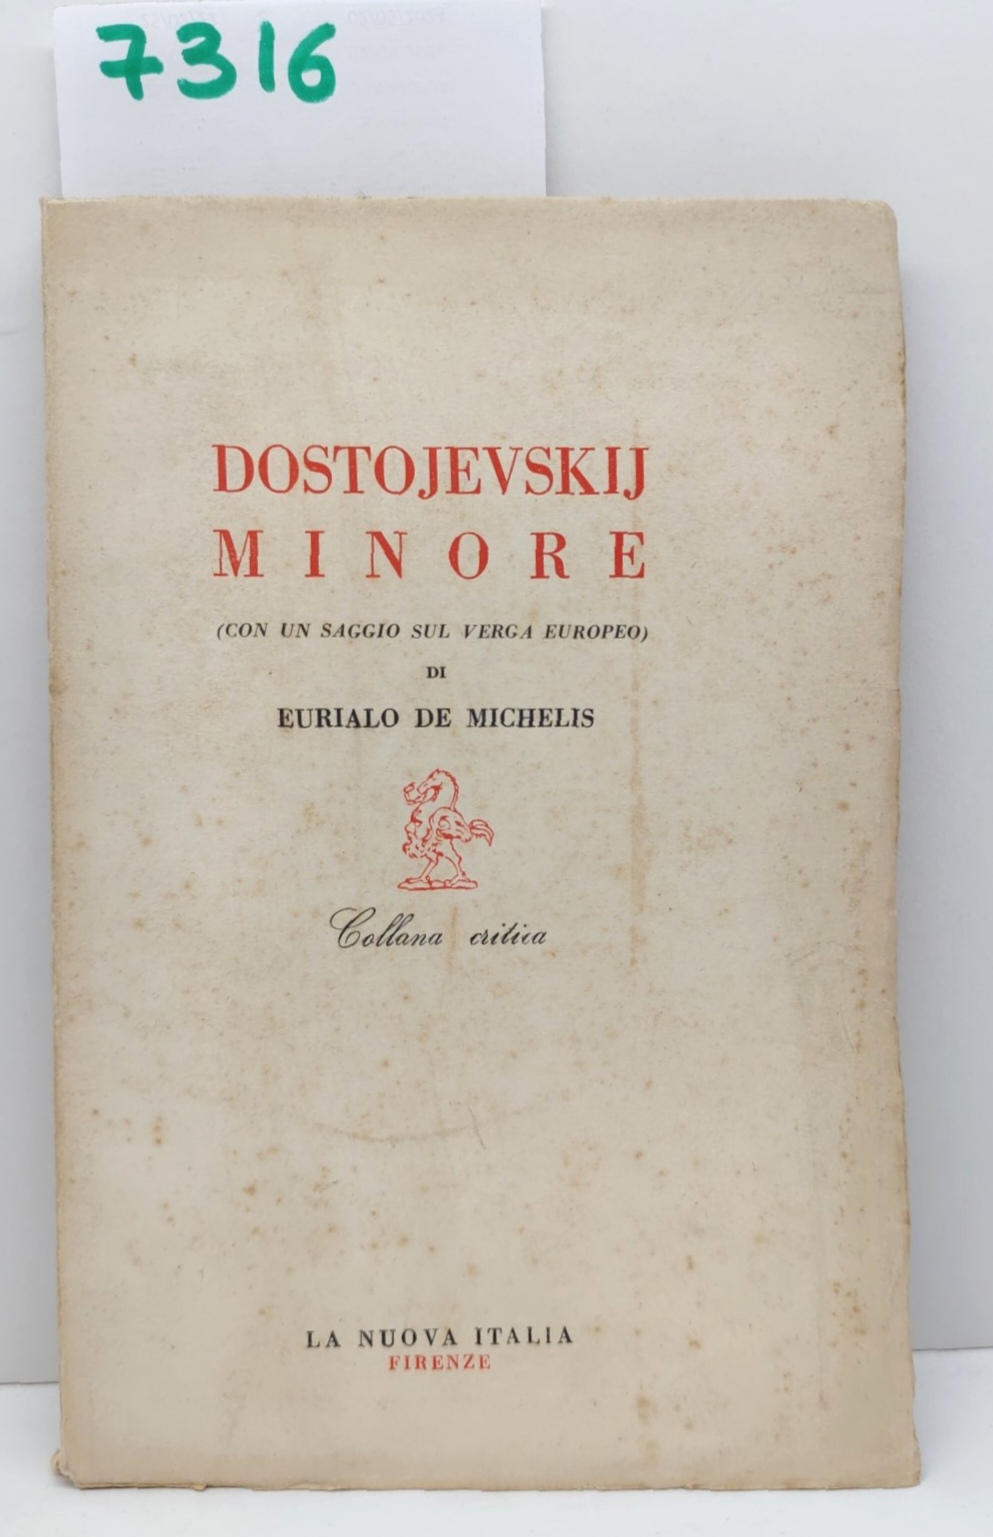 7316
DOSTOJEVSKIJ
MINORE
(CON UN SAGGIO SUL VERGA EUROPEO)
DI
EURIALO DE MICHELIS
Collana critica
LA NUOVA ITALIA
FIRENZE